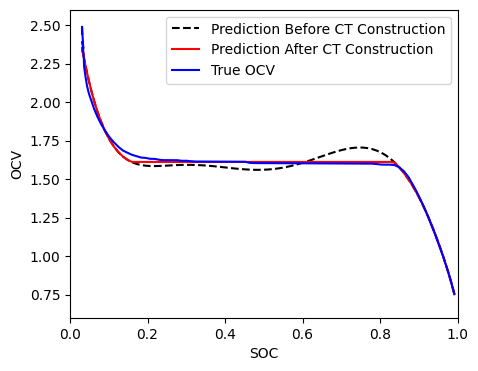 Prediction Before CT Construction
Prediction After CT Construction
True OCV
2.50
2.25
2.00
1.75
1.50
1.25
1.00
0.75
OCV
0.0 0.2 0.4 0.6 0.8 1.0
SOC